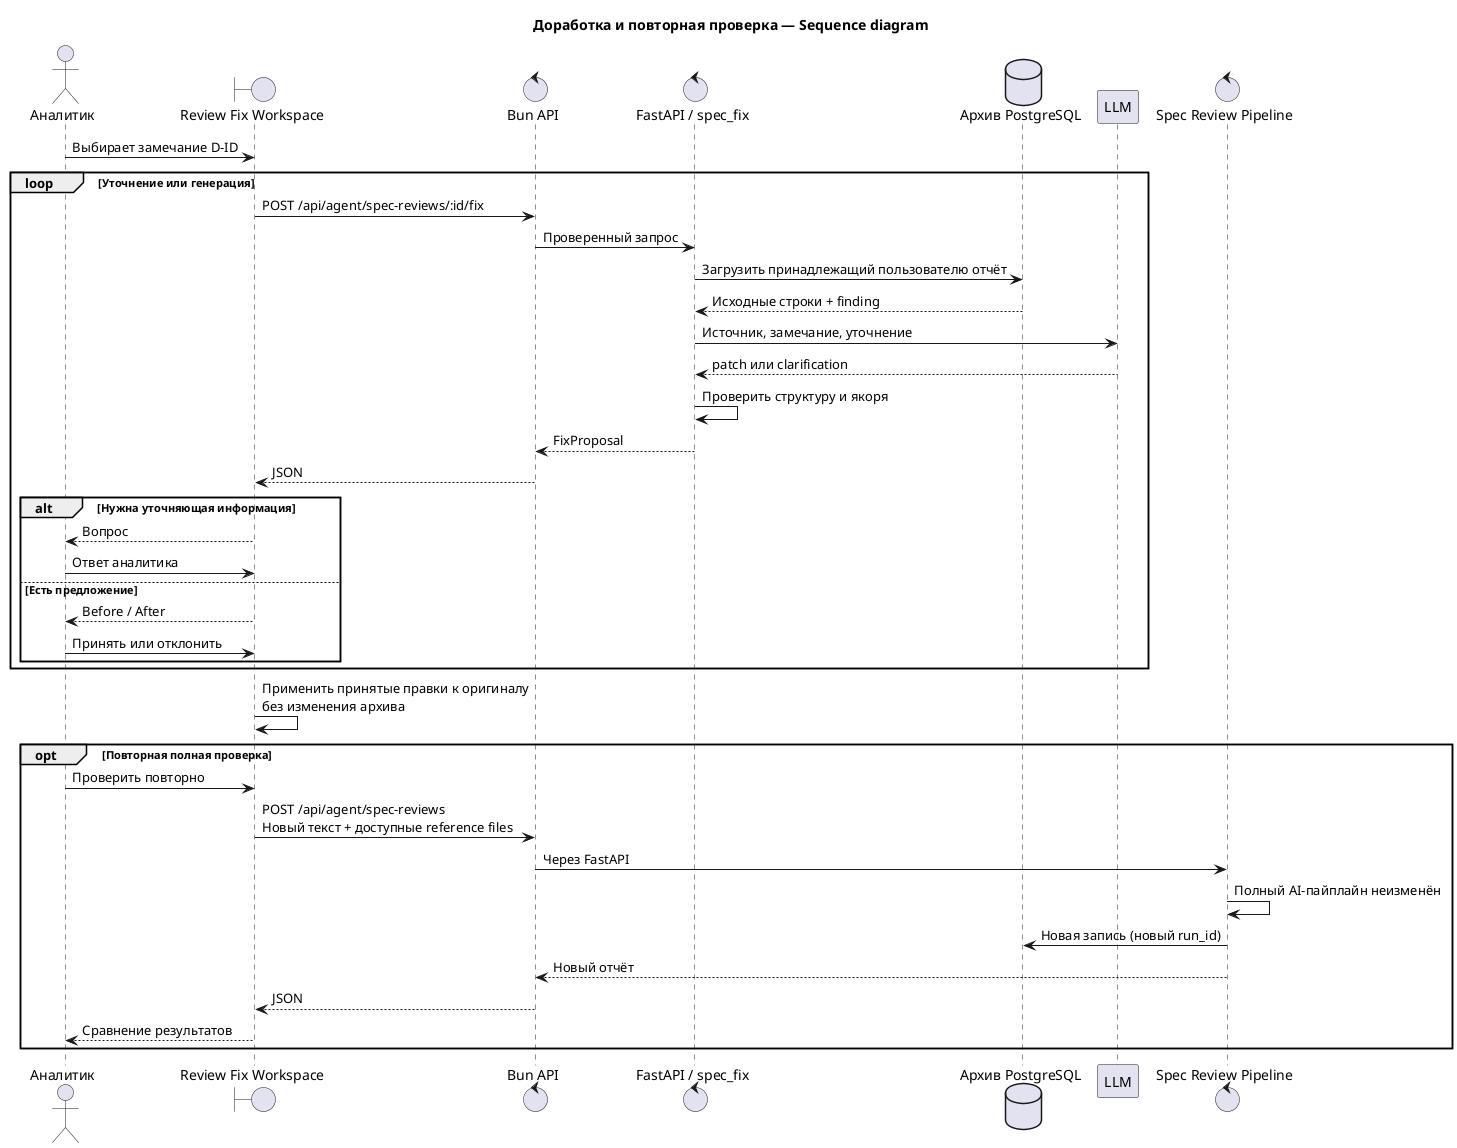 Доработка и повторная проверка — Sequence diagram
Аналитик
Review Fix Workspace
Bun API
FastAPI / spec_fix
Архив PostgreSQL
LLM
Spec Review Pipeline
Выбирает замечание D-ID
loop [Уточнение или генерация]
POST /api/agent/spec-reviews/:id/fix
Проверенный запрос
Загрузить принадлежащий пользователю отчёт
Исходные строки + finding
Источник, замечание, уточнение
patch или clarification
Проверить структуру и якоря
FixProposal
JSON
alt [Нужна уточняющая информация]
Вопрос
Ответ аналитика
[Есть предложение]
Before / After
Принять или отклонить
Применить принятые правки к оригиналу
без изменения архива
opt [Повторная полная проверка]
Проверить повторно
POST /api/agent/spec-reviews
Новый текст + доступные reference files
Через FastAPI
Полный AI-пайплайн неизменён
Новая запись (новый run_id)
Новый отчёт
JSON
Сравнение результатов
Аналитик
Review Fix Workspace
Bun API
FastAPI / spec_fix
Архив PostgreSQL
LLM
Spec Review Pipeline